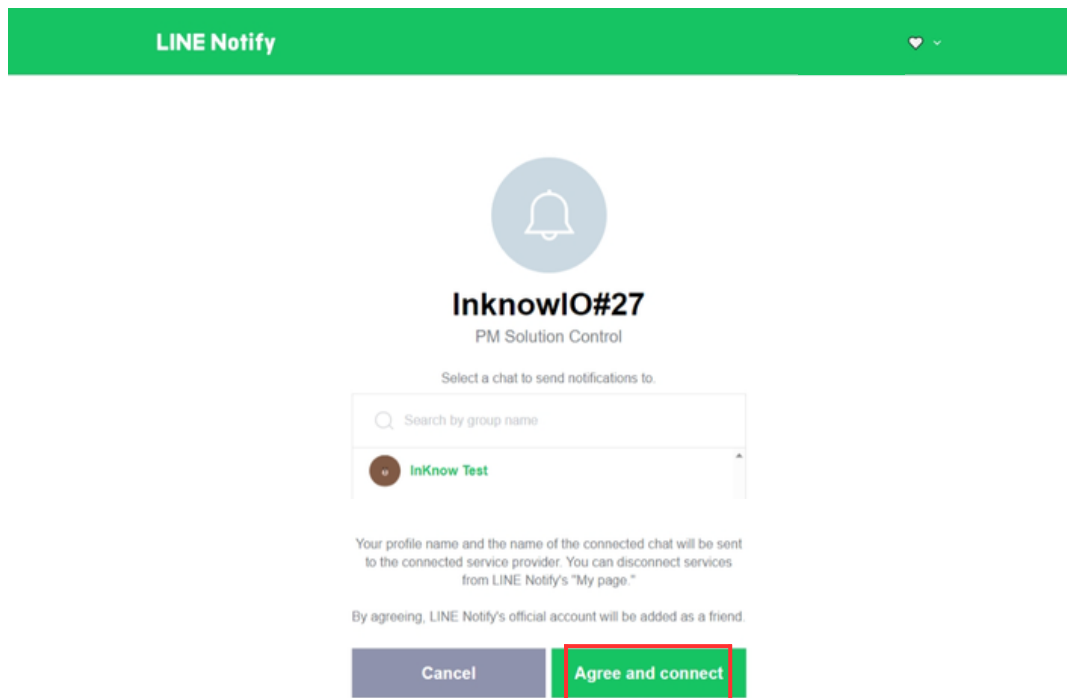 LINE Notify
InknowIO#27
PM Solution Control
Select a chat to send notifications to.
Search by group name
InKnow Test
Your profile name and the name of the connected chat will be sent
to the connected service provider. You can disconnect services
from LINE Notify's "My page."
By agreeing, LINE Notify's official account will be added as a friend.
Cancel
Agree and connect